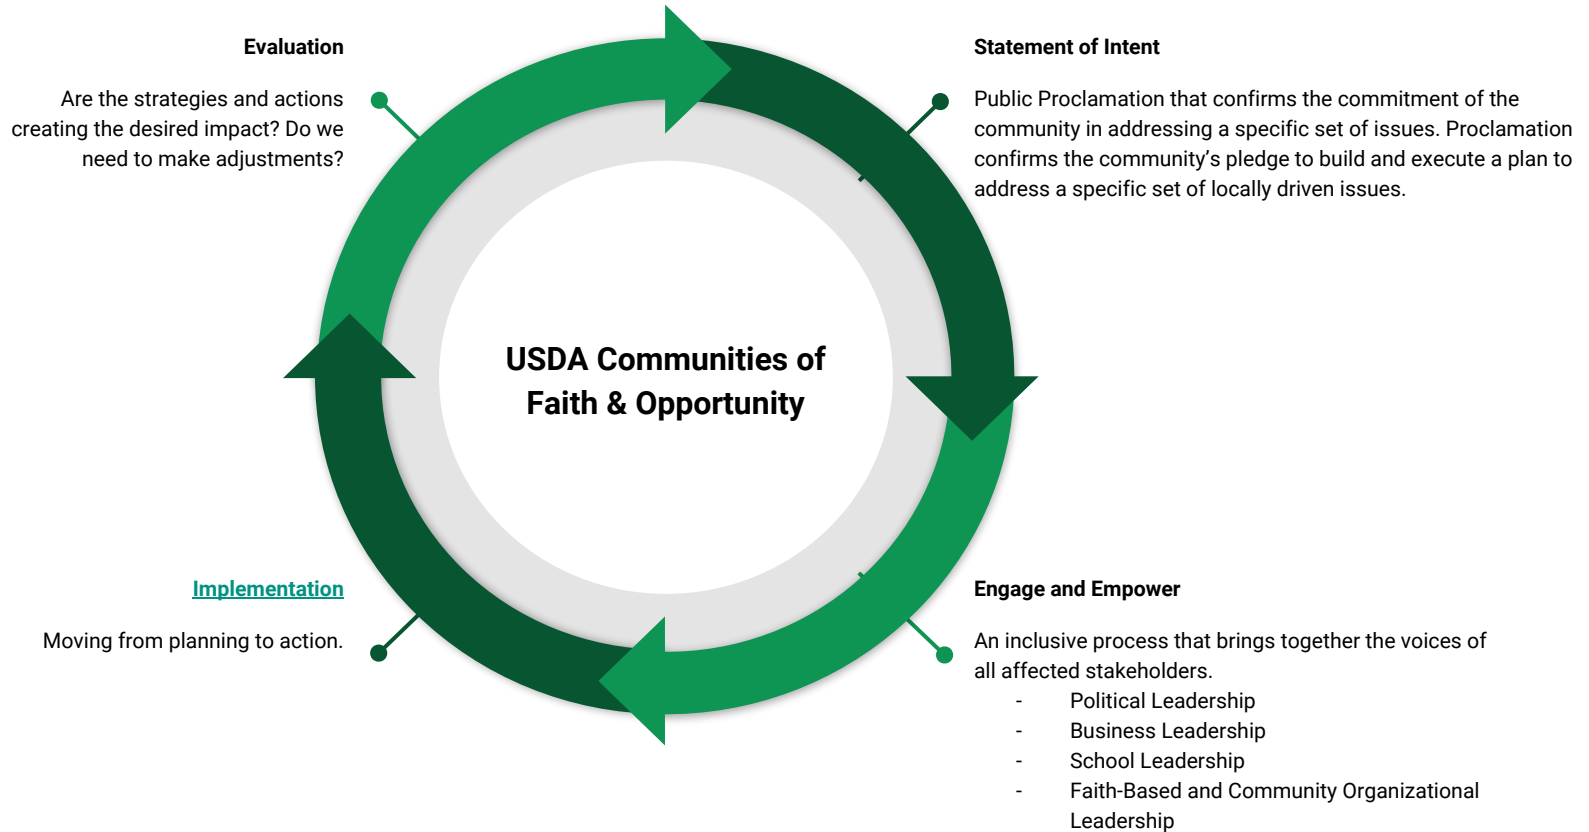 Evaluation
Are the strategies and actions
creating the desired impact? Do we
need to make adjustments?
Statement of Intent
Public Proclamation that confirms the commitment of the
community in addressing a specific set of issues. Proclamation
confirms the community’s pledge to build and execute a plan to
address a specific set of locally driven issues.
USDA Communities of
Faith & Opportunity
Implementation
Moving from planning to action.
Engage and Empower
An inclusive process that brings together the voices of
all affected stakeholders.
- Political Leadership
- Business Leadership
- School Leadership
- Faith-Based and Community Organizational
Leadership